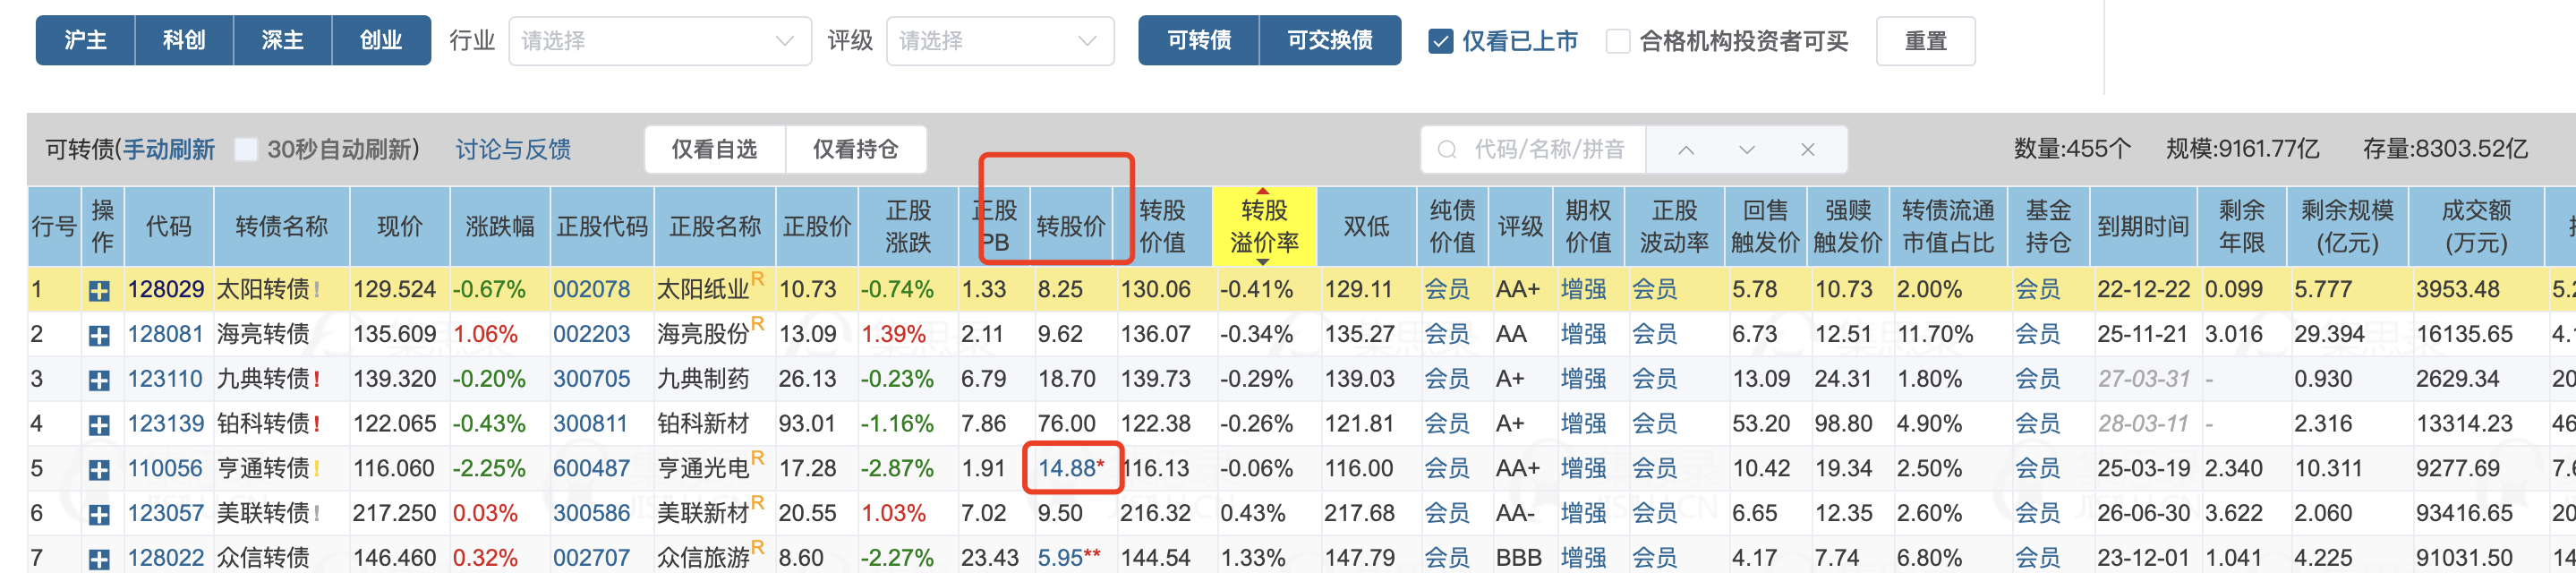 沪主 科创 深主 创业 行业 请选择 评级 请选择 可转债 可交换债 仅看已上市 合格机构投资者可买 重置
可转债(手动刷新 30秒自动刷新) 讨论与反馈 仅看自选 仅看持仓 代码/名称/拼音 数量:455个 规模:9161.77亿 存量:8303.52亿
行号 操作 代码 转债名称 现价 涨跌幅 正股代码 正股名称 正股价 正股涨跌 正股PB 转股价 转股价值 转股溢价率 双低 纯债价值 评级 期权价值 正股波动率 回售触发价 强赎触发价 转债流通市值占比 基金持仓 到期时间 剩余年限 剩余规模(亿元) 成交额(万元)
1 128029 太阳转债! 129.524 -0.67% 002078 太阳纸业R 10.73 -0.74% 1.33 8.25 130.06 -0.41% 129.11 会员 AA+ 增强 会员 5.78 10.73 2.00% 会员 22-12-22 0.099 5.777 3953.48 5.2
2 128081 海亮转债 135.609 1.06% 002203 海亮股份R 13.09 1.39% 2.11 9.62 136.07 -0.34% 135.27 会员 AA 增强 会员 6.73 12.51 11.70% 会员 25-11-21 3.016 29.394 16135.65 4.
3 123110 九典转债! 139.320 -0.20% 300705 九典制药 26.13 -0.23% 6.79 18.70 139.73 -0.29% 139.03 会员 A+ 增强 会员 13.09 24.31 1.80% 会员 27-03-31 - 0.930 2629.34 20
4 123139 铂科转债! 122.065 -0.43% 300811 铂科新材 93.01 -1.16% 7.86 76.00 122.38 -0.26% 121.81 会员 A+ 增强 会员 53.20 98.80 4.90% 会员 28-03-11 - 2.316 13314.23 46
5 110056 亨通转债! 116.060 -2.25% 600487 亨通光电R 17.28 -2.87% 1.91 14.88* 116.13 -0.06% 116.00 会员 AA+ 增强 会员 10.42 19.34 2.50% 会员 25-03-19 2.340 10.311 9277.69 7.6
6 123057 美联转债! 217.250 0.03% 300586 美联新材R 20.55 1.03% 7.02 9.50 216.32 0.43% 217.68 会员 AA- 增强 会员 6.65 12.35 2.60% 会员 26-06-30 3.622 2.060 93416.65 20
7 128022 众信转债 146.460 0.32% 002707 众信旅游R 8.60 -2.27% 23.43 5.95** 144.54 1.33% 147.79 会员 BBB 增强 会员 4.17 7.74 6.80% 会员 23-12-01 1.041 4.225 91031.50 14